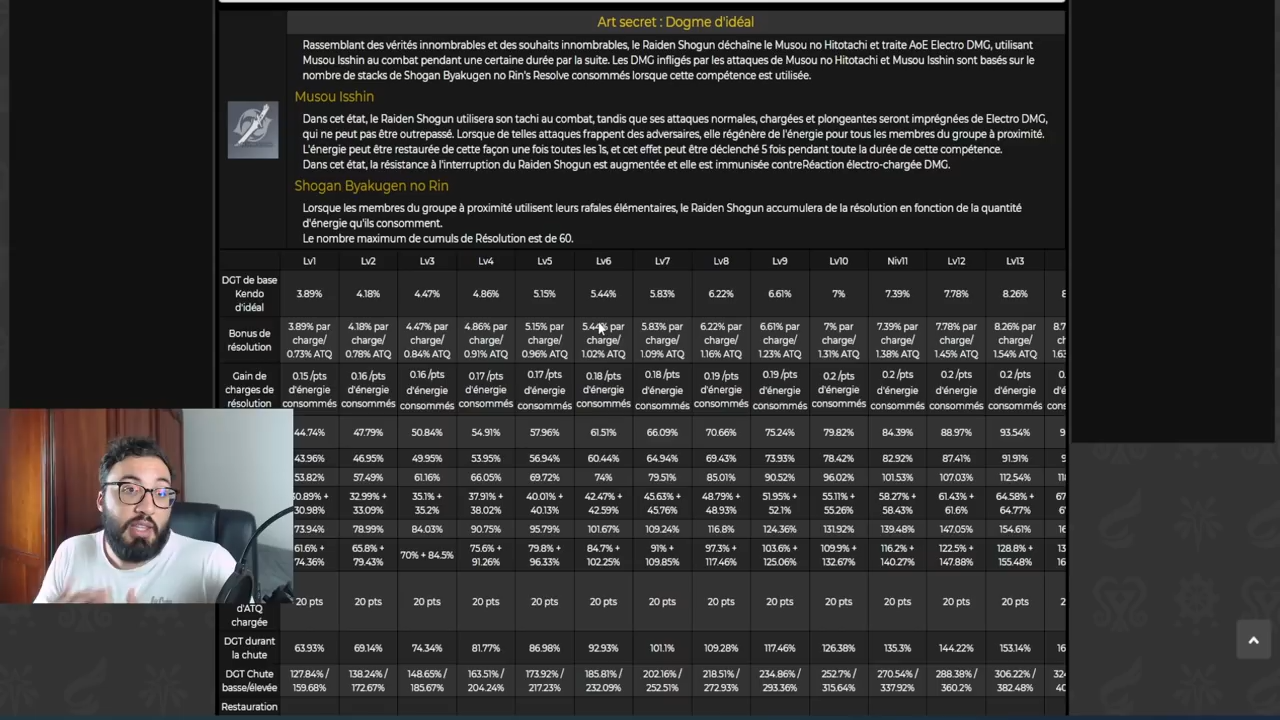 Art secret : Dogme d'idéal
Rassemblant des vérités innombrables et des souhaits innombrables, le Raiden Shogun déchaîne le Musou no Hitotachi et traite AoE Electro DMG, utilisant
Musou Isshin au combat pendant une certaine durée par la suite. Les DMG infligés par les attaques de Musou no Hitotachi et Musou Isshin sont basés sur le
nombre de stacks de Shogan Byakugen no Rin's Resolve consommés lorsque cette compétence est utilisée.
Musou Isshin
Dans cet état, le Raiden Shogun utilisera son tachi au combat, tandis que ses attaques normales, chargées et plongeantes seront imprégnées de Electro DMG,
qui ne peut pas être outrepassé. Lorsque de telles attaques frappent des adversaires, elle régénère de l'énergie pour tous les membres du groupe à proximité.
L'énergie peut être restaurée de cette façon une fois toutes les 1s, et cet effet peut être déclenché 5 fois pendant toute la durée de cette compétence.
Dans cet état, la résistance à l'interruption du Raiden Shogun est augmentée et elle est immunisée contreRéaction électro-chargée DMG.
Shogan Byakugen no Rin
Lorsque les membres du groupe à proximité utilisent leurs rafales élémentaires, le Raiden Shogun accumulera de la résolution en fonction de la quantité
d'énergie qu'ils consomment.
Le nombre maximum de cumuls de Résolution est de 60.
Lv1 Lv2 Lv3 Lv4 Lv5 Lv6 Lv7 Lv8 Lv9 Lv10 Niv11 Lv12 Lv13
DGT de base
Kendo 3.89% 4.18% 4.47% 4.86% 5.15% 5.44% 5.83% 6.22% 6.61% 7% 7.39% 7.78% 8.26% 8
d'idéal
3.89% par 4.18% par 4.47% par 4.86% par 5.15% par 5.44% par 5.83% par 6.22% par 6.61% par 7% par 7.39% par 7.78% par 8.26% par 8.7
Bonus de résolution charge/ charge/ charge/ charge/ charge/ charge/ charge/ charge/ charge/ charge/ charge/ charge/ charge/
0.73% ATQ 0.78% ATQ 0.84% ATQ 0.91% ATQ 0.96% ATQ 1.02% ATQ 1.09% ATQ 1.16% ATQ 1.23% ATQ 1.31% ATQ 1.38% ATQ 1.45% ATQ 1.54% ATQ 1.63
Gain de 0.15 /pts 0.16 /pts 0.16 /pts 0.17 /pts 0.17 /pts 0.18 /pts 0.18 /pts 0.19 /pts 0.19 /pts 0.2 /pts 0.2 /pts 0.2 /pts 0.2 /pts 0.
charges de d'énergie d'énergie d'énergie d'énergie d'énergie d'énergie d'énergie d'énergie d'énergie d'énergie d'énergie d'énergie d'énergie
résolution consommés consommés consommés consommés consommés consommés consommés consommés consommés consommés consommés consommés consommés
44.74% 47.79% 50.84% 54.91% 57.96% 61.51% 66.09% 70.66% 75.24% 79.82% 84.39% 88.97% 93.54% 9
43.96% 46.95% 49.95% 53.95% 56.94% 60.44% 64.94% 69.43% 73.93% 78.42% 82.92% 87.41% 91.91% 9
53.82% 57.49% 61.16% 66.05% 69.72% 74% 79.51% 85.01% 90.52% 96.02% 101.53% 107.03% 112.54% 11
30.89% + 32.99% + 35.1% + 37.91% + 40.01% + 42.47% + 45.63% + 48.79% + 51.95% + 55.11% + 58.27% + 61.43% + 64.58% + 67
30.98% 33.09% 35.2% 38.02% 40.13% 42.59% 45.76% 48.93% 52.1% 55.26% 58.43% 61.6% 64.77% 6
73.94% 78.99% 84.03% 90.75% 95.79% 101.67% 109.24% 116.8% 124.36% 131.92% 139.48% 147.05% 154.61% 16
61.6% + 65.8% + 70% + 84.5% 75.6% + 79.8% + 84.7% + 91% + 97.3% + 103.6% + 109.9% + 116.2% + 122.5% + 128.8% + 13
74.36% 79.43% 91.26% 96.33% 102.25% 109.85% 117.46% 125.06% 132.67% 140.27% 147.88% 155.48% 16
20 pts 20 pts 20 pts 20 pts 20 pts 20 pts 20 pts 20 pts 20 pts 20 pts 20 pts 20 pts 20 pts 2
d'ATQ
chargée
DGT durant
la chute 63.93% 69.14% 74.34% 81.77% 86.98% 92.93% 101.1% 109.28% 117.46% 126.38% 135.3% 144.22% 153.14% 16
DGT Chute 127.84% / 138.24% / 148.65% / 163.51% / 173.92% / 185.81% / 202.16% / 218.51% / 234.86% / 252.7% / 270.54% / 288.38% / 306.22% / 324
basse/élevée 159.68% 172.67% 185.67% 204.24% 217.23% 232.09% 252.51% 272.93% 293.36% 315.64% 337.92% 360.2% 382.48% 40
Restauration